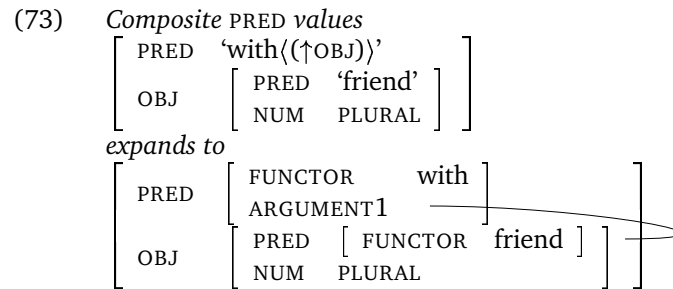 (73) Composite PRED values
PRED ‘with⟨(↑OBJ)⟩’
OBJ PRED ‘friend’
NUM PLURAL
expands to
PRED FUNCTOR with
ARGUMENT1
OBJ PRED [ FUNCTOR friend ]
NUM PLURAL